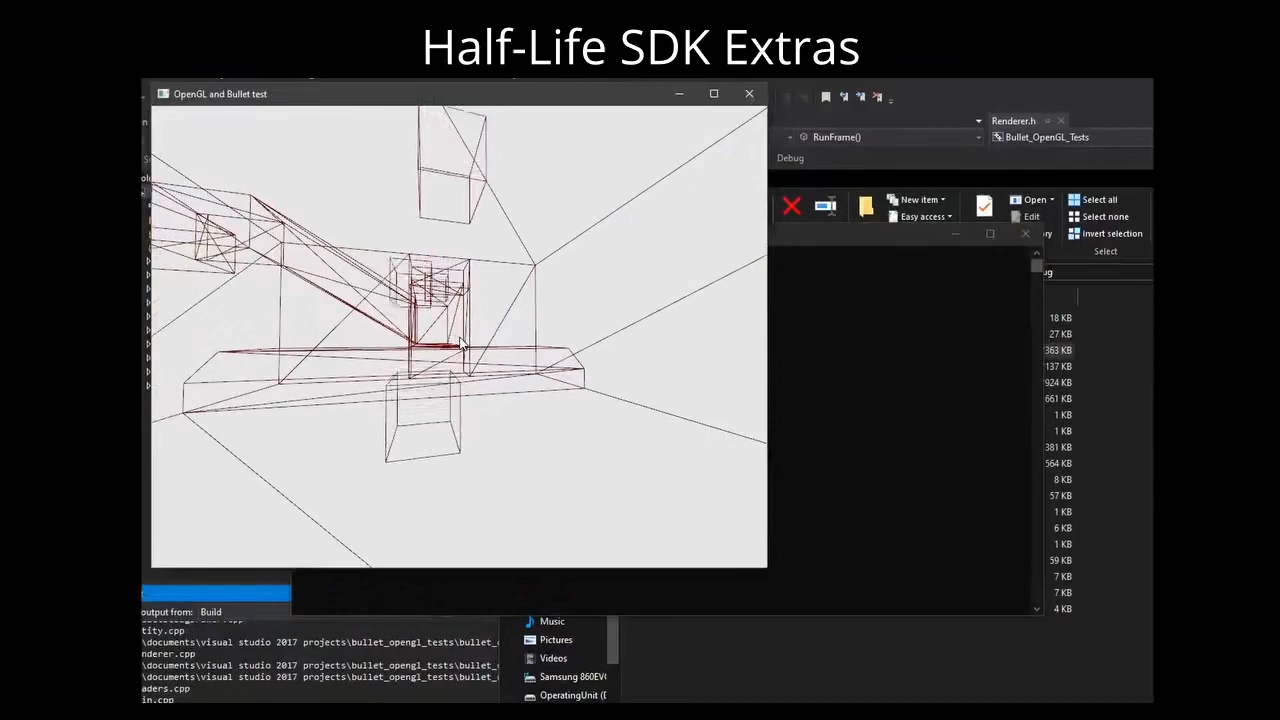 Half-Life SDK Extras
OpenGL and Bullet test
Renderer.h
RunFrame()
Bullet_OpenGL_Tests
Debug
New item
Open
Select all
Easy access
Edit
Select none
Invert selection
Select
18 KB
27 KB
363 KB
137 KB
924 KB
661 KB
1 KB
1 KB
381 KB
564 KB
8 KB
57 KB
1 KB
6 KB
1 KB
59 KB
7 KB
7 KB
4 KB
output from: Build
tity.cpp
\documents\visual studio 2017 projects\bullet_opengl_tests\bullet_
nderer.cpp
\documents\visual studio 2017 projects\bullet_opengl_tests\bullet_
\documents\visual studio 2017 projects\bullet_opengl_tests\bullet_
aders.cpp
in.cpp
Music
Pictures
Videos
Samsung 860EVO
OperatingUnit (